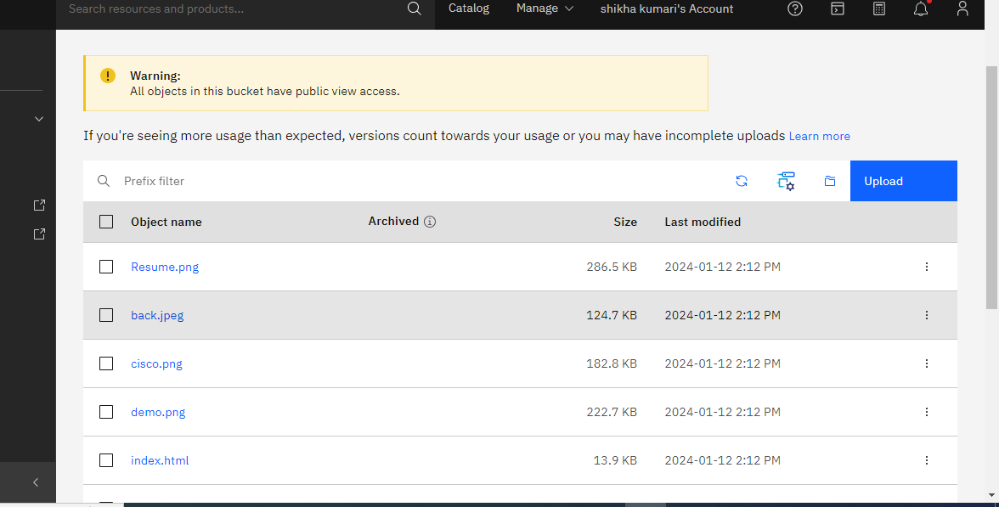 Search resources and products...
Catalog
Manage
shikha kumari's Account
Warning:
All objects in this bucket have public view access.
If you're seeing more usage than expected, versions count towards your usage or you may have incomplete uploads Learn more
Prefix filter
Upload
Object name Archived Size Last modified
Resume.png 286.5 KB 2024-01-12 2:12 PM
back.jpeg 124.7 KB 2024-01-12 2:12 PM
cisco.png 182.8 KB 2024-01-12 2:12 PM
demo.png 222.7 KB 2024-01-12 2:12 PM
index.html 13.9 KB 2024-01-12 2:12 PM